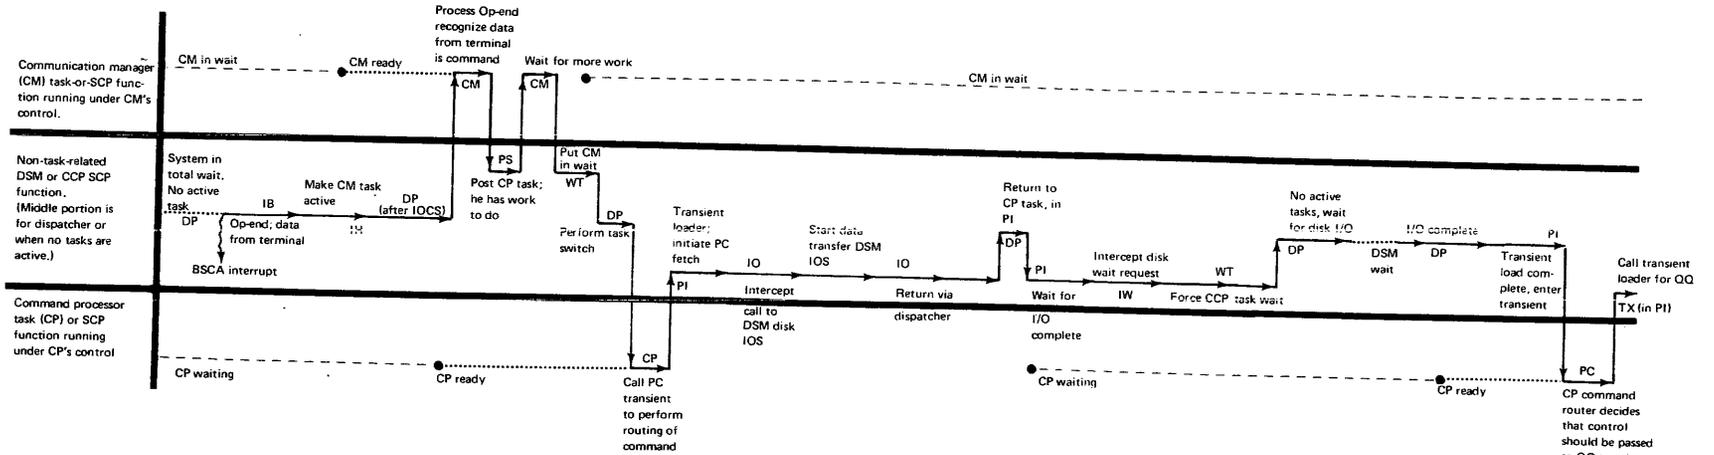 Process Op-end
recognize data
from terminal
is command
Communication manager
(CM) task-or-SCP func-
tion running under CM's
control.
CM in wait
CM ready
CM
Wait for more work
CM
CM in wait
Non-task-related
DSM or CCP SCP
function.
(Middle portion is
for dispatcher or
when no tasks are
active.)
System in
total wait.
No active
task
DP
IB
Op-end; data
from terminal
BSCA interrupt
Make CM task
active
DP
(after IOCS)
PS
Post CP task;
he has work
to do
Put CM
in wait
WT
DP
Perform task
switch
Transient
loader;
initiate PC
fetch
PI
IO
Intercept
call to
DSM disk
IOS
Start data
transfer DSM
IOS
IO
Return via
dispatcher
Return to
CP task, in
PI
DP
PI
Wait for
I/O
complete
Intercept disk
wait request
IW
WT
Force CCP task wait
No active
tasks, wait
for disk I/O
DP
DSM
wait
I/O complete
DP
PI
Transient
load com-
plete, enter
transient
Call transient
loader for QQ
TX (in PI)
Command processor
task (CP) or SCP
function running
under CP's control
CP waiting
CP ready
CP
Call PC
transient
to perform
routing of
command
CP waiting
CP ready
PC
CP command
router decides
that control
should be passed